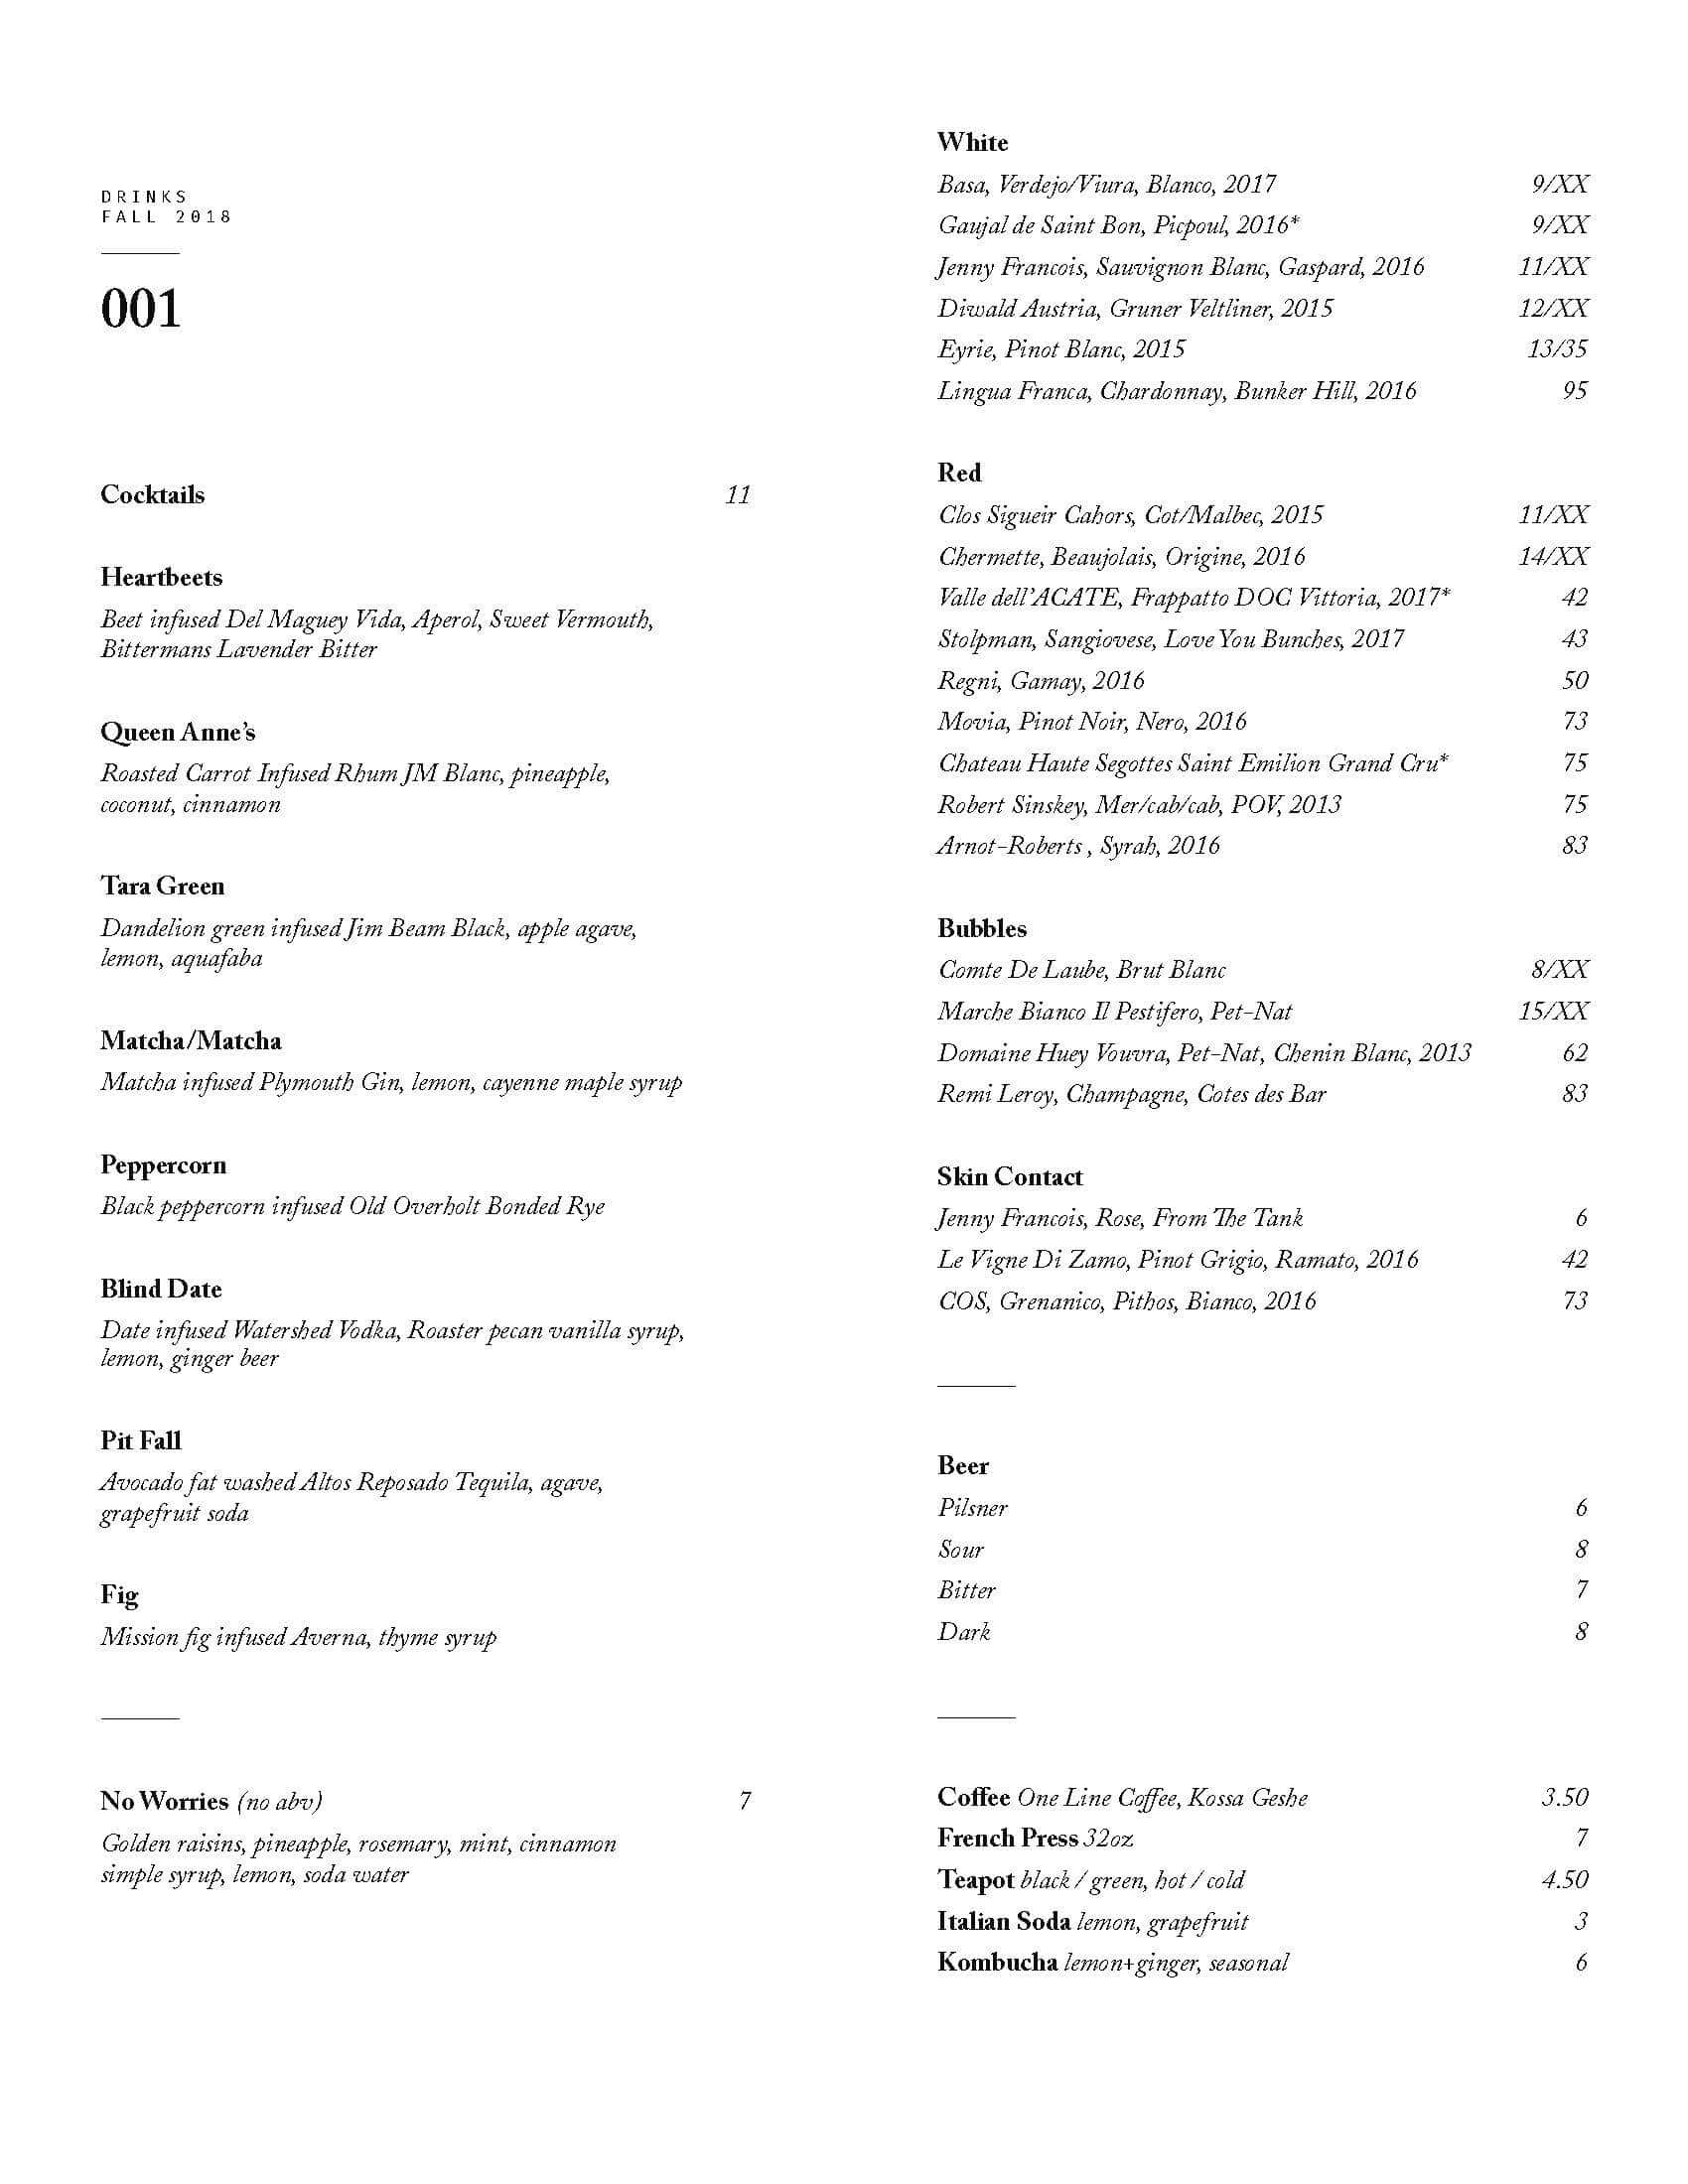 DRINKS
FALL 2018
001
Cocktails 11
Heartbeets
Beet infused Del Maguey Vida, Aperol, Sweet Vermouth,
Bittermans Lavender Bitter
Queen Anne's
Roasted Carrot Infused Rhum JM Blanc, pineapple,
coconut, cinnamon
Tara Green
Dandelion green infused Jim Beam Black, apple agave,
lemon, aquafaba
Matcha/Matcha
Matcha infused Plymouth Gin, lemon, cayenne maple syrup
Peppercorn
Black peppercorn infused Old Overholt Bonded Rye
Blind Date
Date infused Watershed Vodka, Roaster pecan vanilla syrup,
lemon, ginger beer
Pit Fall
Avocado fat washed Altos Reposado Tequila, agave,
grapefruit soda
Fig
Mission fig infused Averna, thyme syrup
No Worries (no abv) 7
Golden raisins, pineapple, rosemary, mint, cinnamon
simple syrup, lemon, soda water
White
Basa, Verdejo/Viura, Blanco, 2017 9/XX
Gaujal de Saint Bon, Picpoul, 2016* 9/XX
Jenny Francois, Sauvignon Blanc, Gaspard, 2016 11/XX
Diwald Austria, Gruner Veltliner, 2015 12/XX
Eyrie, Pinot Blanc, 2015 13/35
Lingua Franca, Chardonnay, Bunker Hill, 2016 95
Red
Clos Sigueir Cahors, Cot/Malbec, 2015 11/XX
Chermette, Beaujolais, Origine, 2016 14/XX
Valle dell'ACATE, Frappatto DOC Vittoria, 2017* 42
Stolpman, Sangiovese, Love You Bunches, 2017 43
Regni, Gamay, 2016 50
Movia, Pinot Noir, Nero, 2016 73
Chateau Haute Segottes Saint Emilion Grand Cru* 75
Robert Sinskey, Mer/cab/cab, POV, 2013 75
Arnot-Roberts , Syrah, 2016 83
Bubbles
Comte De Laube, Brut Blanc 8/XX
Marche Bianco Il Pestifero, Pet-Nat 15/XX
Domaine Huey Vouvra, Pet-Nat, Chenin Blanc, 2013 62
Remi Leroy, Champagne, Cotes des Bar 83
Skin Contact
Jenny Francois, Rose, From The Tank 6
Le Vigne Di Zamo, Pinot Grigio, Ramato, 2016 42
COS, Grenanico, Pithos, Bianco, 2016 73
Beer
Pilsner 6
Sour 8
Bitter 7
Dark 8
Coffee One Line Coffee, Kossa Geshe 3.50
French Press 32oz 7
Teapot black / green, hot / cold 4.50
Italian Soda lemon, grapefruit 3
Kombucha lemon+ginger, seasonal 6